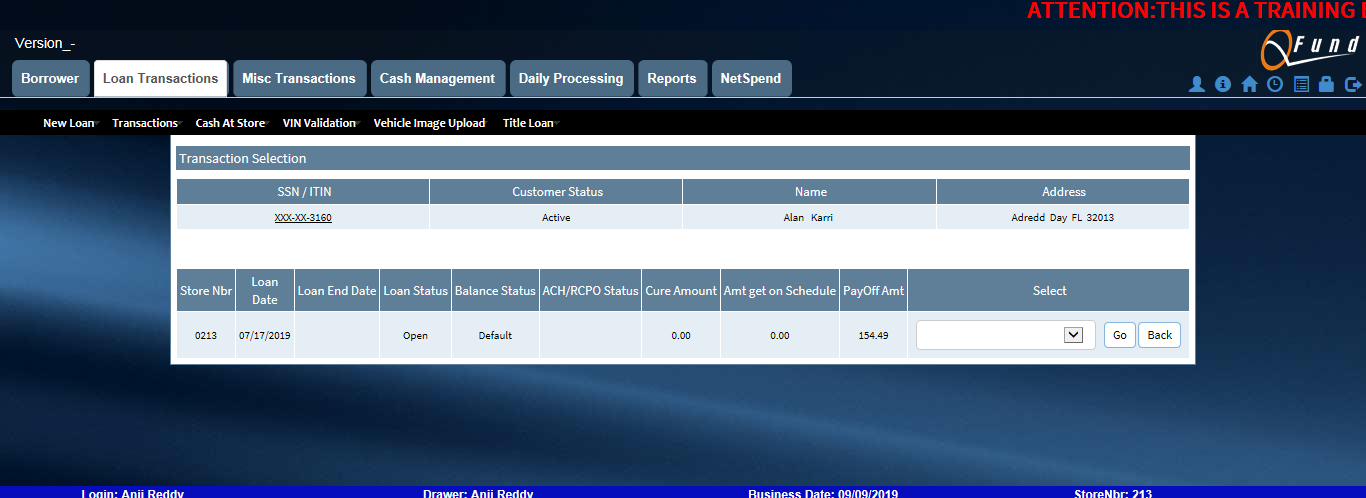 ATTENTION:THIS IS A TRAINING
Version_-
QFund
Borrower Loan Transactions Misc Transactions Cash Management Daily Processing Reports NetSpend
New Loan Transactions Cash At Store VIN Validation Vehicle Image Upload Title Loan
Transaction Selection
SSN / ITIN Customer Status Name Address
XXX-XX-3160 Active Alan Karri Adredd Day FL 32013
Store Nbr Loan Date Loan End Date Loan Status Balance Status ACH/RCPO Status Cure Amount Amt get on Schedule PayOff Amt Select
0213 07/17/2019 Open Default 0.00 0.00 154.49 Go Back
Login: Anji Reddy Drawer: Anji Reddy Business Date: 09/09/2019 StoreNbr: 213